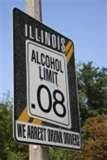 ILLINOIS
ALCOHOL
LIMIT
.08
WE ARREST DRUNK DRIVERS